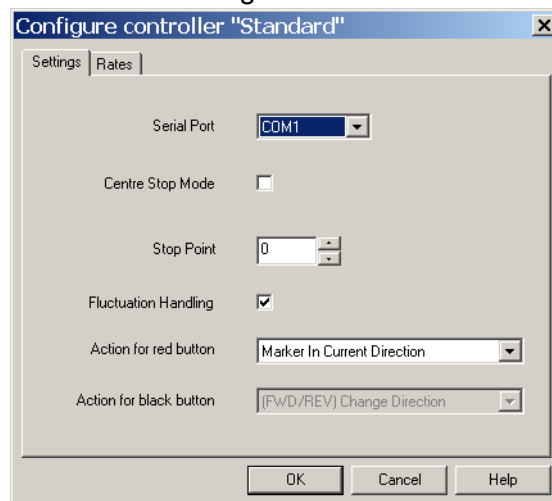 Configure controller "Standard"
Settings Rates
Serial Port COM1
Centre Stop Mode
Stop Point 0
Fluctuation Handling
Action for red button Marker In Current Direction
Action for black button (FWD/REV) Change Direction
OK Cancel Help